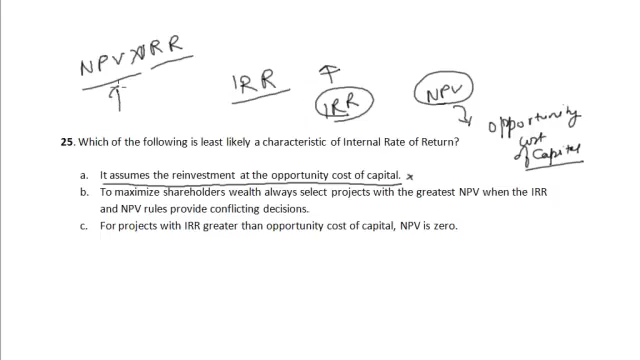 NPV IRR
IRR
IRR
NPV
opportunity
cost
of Capital
25. Which of the following is least likely a characteristic of Internal Rate of Return?
a. It assumes the reinvestment at the opportunity cost of capital. x
b. To maximize shareholders wealth always select projects with the greatest NPV when the IRR
and NPV rules provide conflicting decisions.
c. For projects with IRR greater than opportunity cost of capital, NPV is zero.